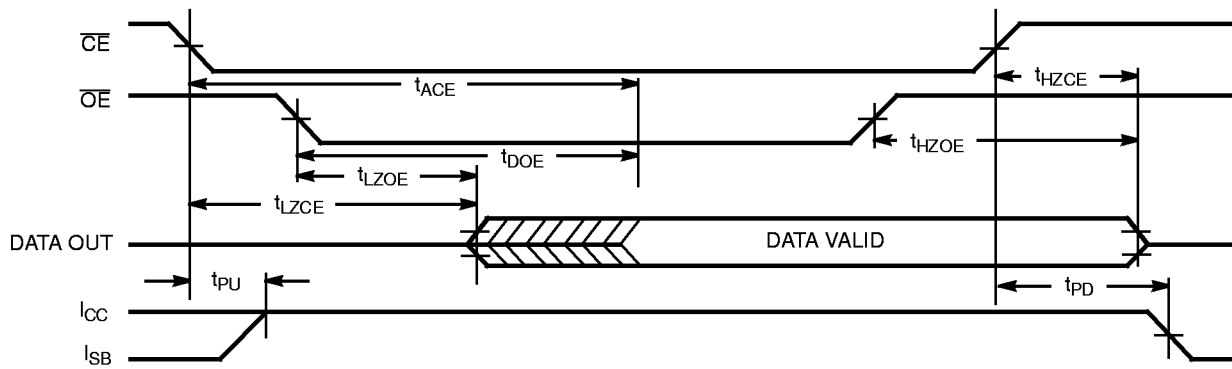 CE
tACE
tHZCE
OE
tDOE
tHZOE
tLZOE
tLZCE
DATA OUT
DATA VALID
tPU
tPD
ICC
ISB